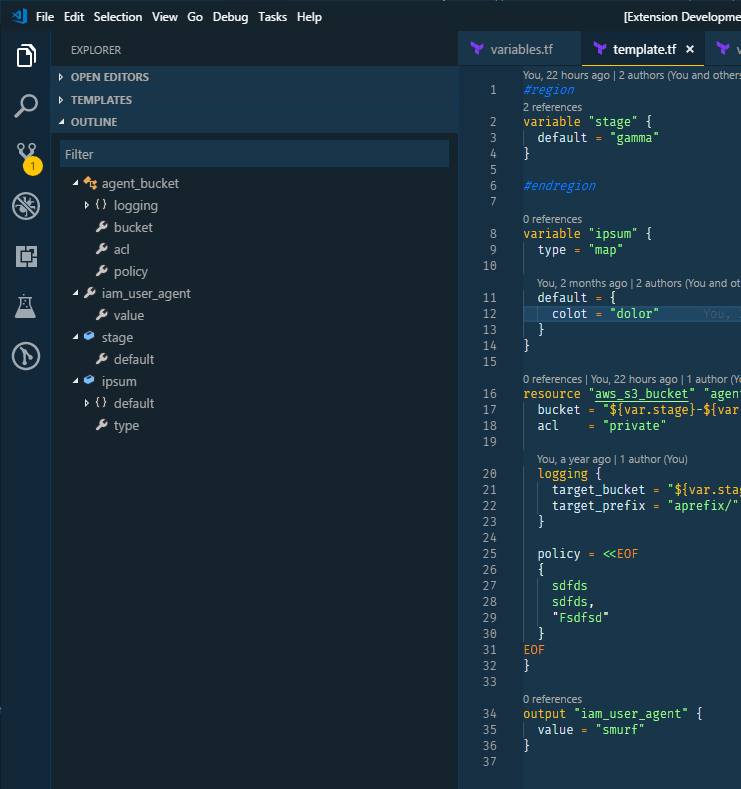 File Edit Selection View Go Debug Tasks Help
[Extension Developme
EXPLORER
OPEN EDITORS
TEMPLATES
OUTLINE
Filter
agent_bucket
{} logging
bucket
acl
policy
iam_user_agent
value
stage
default
ipsum
{} default
type
1
variables.tf
template.tf ×
v
You, 22 hours ago | 2 authors (You and others
1 #region
2 references
2 variable "stage" {
3 default = "gamma"
4 }
5
6 #endregion
7
0 references
8 variable "ipsum" {
9 type = "map"
10
You, 2 months ago | 2 authors (You and ot
11 default = {
12 colot = "dolor" You,
13 }
14 }
15
0 references | You, 22 hours ago | 1 author (Yo
16 resource "aws_s3_bucket" "agen
17 bucket = "${var.stage}-${var
18 acl = "private"
19
You, a year ago | 1 author (You)
20 logging {
21 target_bucket = "${var.sta
22 target_prefix = "aprefix/"
23 }
24
25 policy = <<EOF
26 {
27 sdfds
28 sdfds,
29 "Fsdfsd"
30 }
31 EOF
32 }
33
0 references
34 output "iam_user_agent" {
35 value = "smurf"
36 }
37